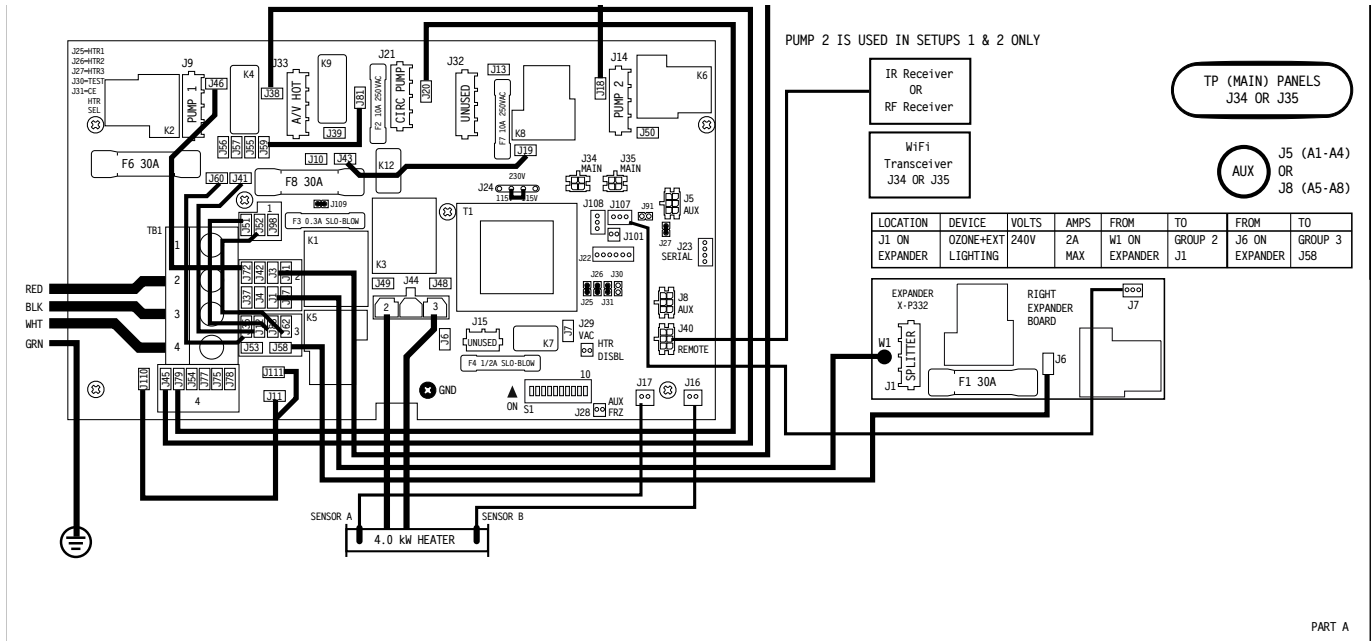 J25=HTR1
J26=HTR2
J27=HTR3
J30=TEST
J31=CE
HTR
SEL
J9
PUMP 1
J46
K2
K4
J33
J38
A/V HOT
K9
J39
J81
J21
F2 10A 250VAC
CIRC PUMP
J20
J32
UNUSED
J13
F7 10A 250VAC
K8
J18
J14
PUMP 2
J50
K6
J56
J57
J55
J59
J10
J43
K12
J19
F6 30A
J60
J41
F8 30A
J109
F3 0.3A SLO-BLOW
230V
J24
115V
J34
MAIN
J35
MAIN
J5
AUX
J91
J27
J108
J107
J101
J22
J23
SERIAL
J26
J30
J25
J31
T1
TB1
1
2
3
4
1
J51
J52
J98
J72
J42
J3
2
J37
J4
J1
J62
3
J53
J58
K1
K5
K3
J49
J44
J48
2
3
J6
J15
UNUSED
K7
J7
F4 1/2A SLO-BLOW
J29
VAC
HTR
DISBL
J8
AUX
J40
REMOTE
J110
J45
J79
J54
J77
J75
J78
4
J111
J11
GND
ON
S1
10
J28
AUX
FRZ
J17
J16
RED
BLK
WHT
GRN
SENSOR A
SENSOR B
4.0 kW HEATER
PUMP 2 IS USED IN SETUPS 1 & 2 ONLY
IR Receiver
OR
RF Receiver
WiFi
Transceiver
J34 OR J35
TP (MAIN) PANELS
J34 OR J35
AUX
J5 (A1-A4)
OR
J8 (A5-A8)
LOCATION DEVICE VOLTS AMPS FROM TO FROM TO
J1 ON OZONE+EXT 240V 2A W1 ON GROUP 2 J6 ON GROUP 3
EXPANDER LIGHTING MAX EXPANDER J1 EXPANDER J58
EXPANDER
X-P332
RIGHT
EXPANDER
BOARD
J7
W1
J1
SPLITTER
F1 30A
J6
PART A